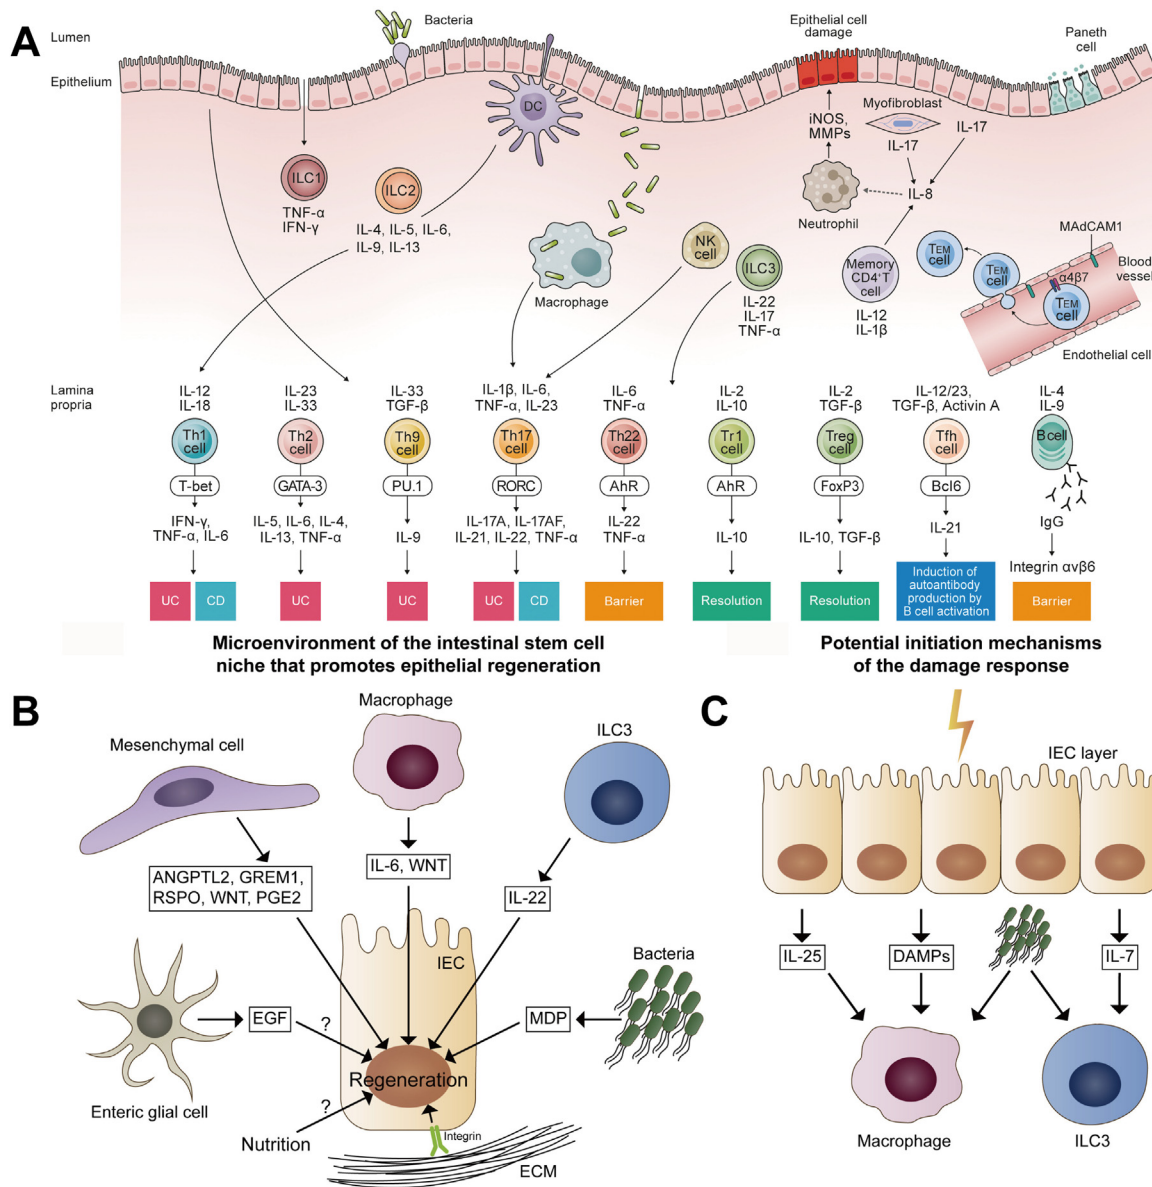 A
Lumen
Bacteria
Epithelial cell
damage
Paneth
cell
Epithelium
DC
iNOS,
MMPs
Myofibroblast
IL-17
IL-17
ILC1
TNF-α
IFN-γ
ILC2
IL-4, IL-5, IL-6,
IL-9, IL-13
Neutrophil
IL-8
NK
cell
Macrophage
ILC3
IL-22
IL-17
TNF-α
Memory
CD4+T
cell
IL-12
IL-1β
TEM
cell
TEM
cell
MAdCAM1
Blood
vessel
α4β7
TEM
cell
Endothelial cell
Lamina
propria
IL-12
IL-18
IL-23
IL-33
IL-33
TGF-β
IL-1β, IL-6,
TNF-α, IL-23
IL-6
TNF-α
IL-2
IL-10
IL-2
TGF-β
IL-12/23,
TGF-β, Activin A
IL-4
IL-9
Th1
cell
Th2
cell
Th9
cell
Th17
cell
Th22
cell
Tr1
cell
Treg
cell
Tfh
cell
B cell
T-bet
GATA-3
PU.1
RORC
AhR
AhR
FoxP3
Bcl6
IFN-γ,
TNF-α, IL-6
IL-5, IL-6, IL-4,
IL-13, TNF-α
IL-9
IL-17A, IL-17AF,
IL-21, IL-22, TNF-α
IL-22
TNF-α
IL-10
IL-10, TGF-β
IL-21
IgG
Integrin αvβ6
UC
CD
UC
UC
UC
CD
Barrier
Resolution
Resolution
Induction of
autoantibody
production by
B cell activation
Barrier
Microenvironment of the intestinal stem cell
niche that promotes epithelial regeneration
Potential initiation mechanisms
of the damage response
B
Macrophage
Mesenchymal cell
ILC3
ANGPTL2, GREM1,
RSPO, WNT, PGE2
IL-6, WNT
IL-22
IEC
Bacteria
EGF
?
MDP
Regeneration
Enteric glial cell
?
Nutrition
Integrin
ECM
C
IEC layer
IL-25
DAMPs
IL-7
Macrophage
ILC3